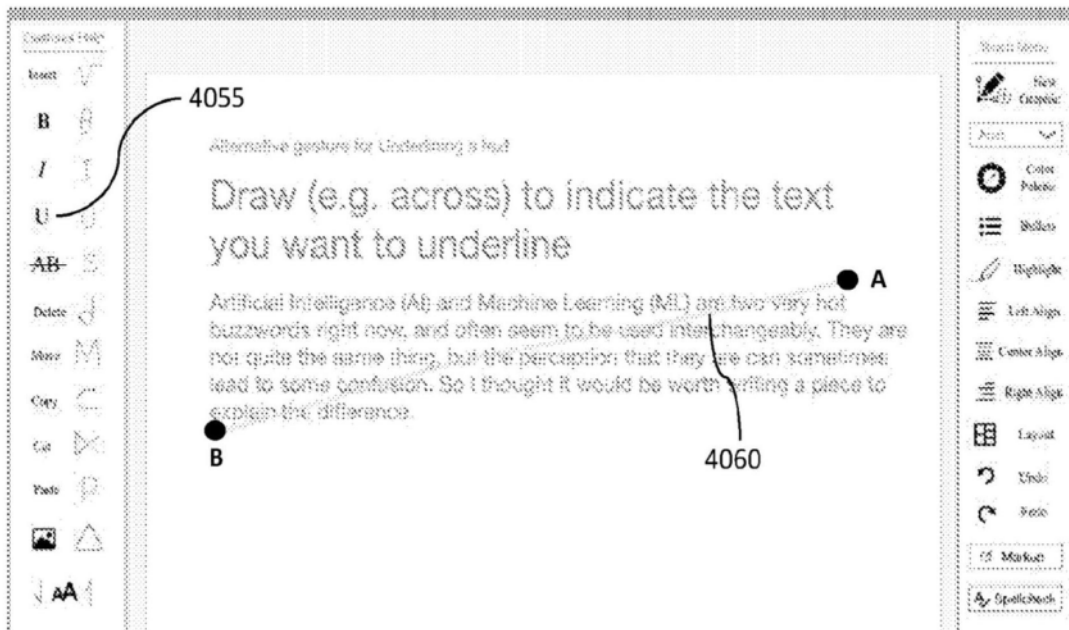 Gestures Help
Insert
B
I
U
AB S
Delete
Move M
Copy
Cut
Paste
AA
4055
Alternative gesture for Underlining a
Draw (e.g. across) to indicate the text
you want to underline
A
Artificial Intelligence (AI) and Machine Learning (ML) are two very hot
buzzwords right now, and often seem to be used interchangeably. They are
not quite the same thing, but the perception that they are can sometimes
lead to some confusion. So I thought it would be worth writing a piece to
explain the difference.
B
4060
Menu
New
Graphic
Color
Palette
Bullets
Highlight
Left Align
Center Align
Right Align
Layout
Undo
Redo
Markup
Spellcheck